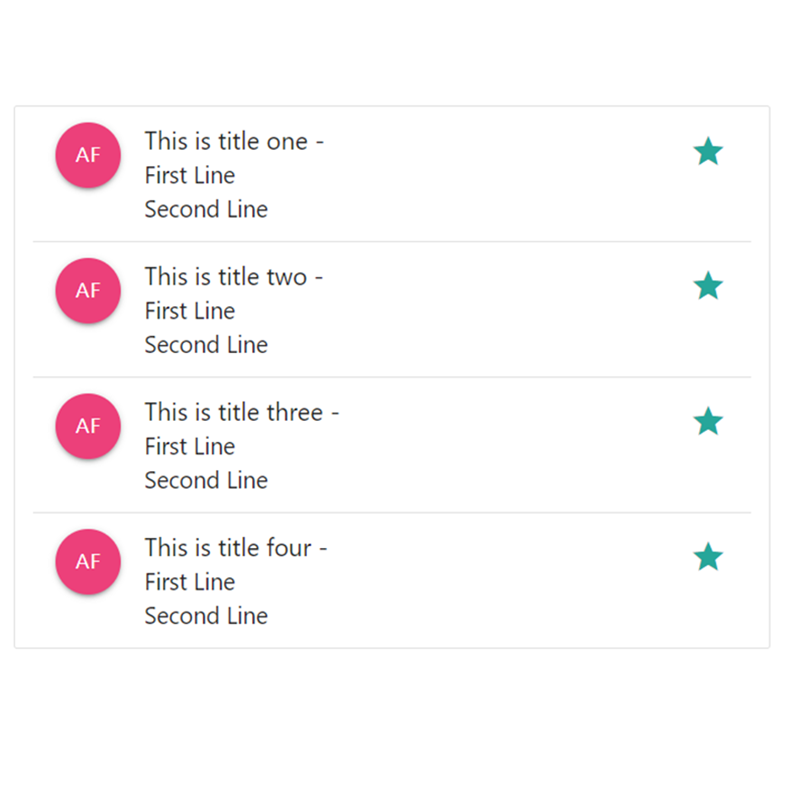 AF
This is title one -
First Line
Second Line
AF
This is title two -
First Line
Second Line
AF
This is title three -
First Line
Second Line
AF
This is title four -
First Line
Second Line